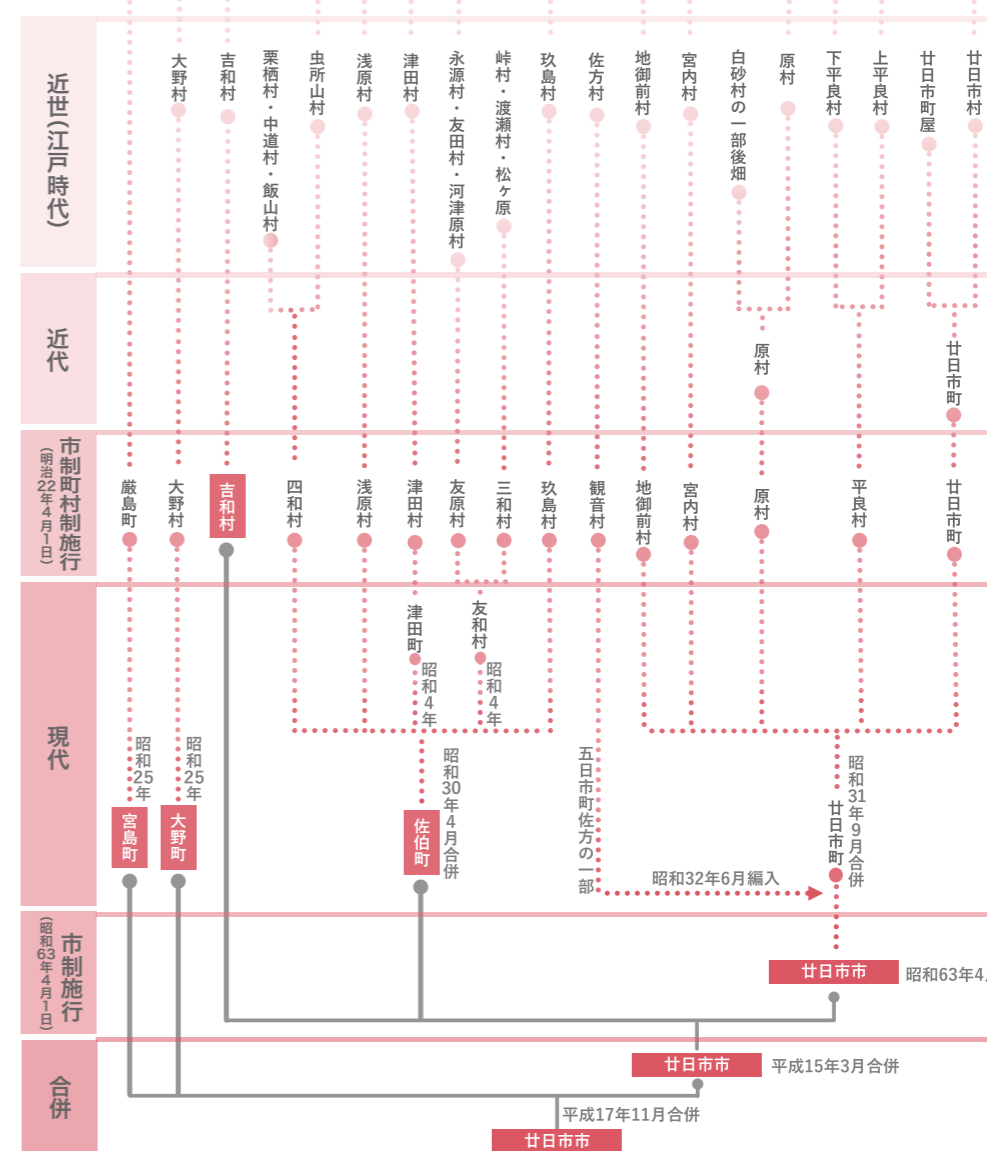 近世(江戸時代)
大野村
吉和村
栗栖村・中道村・飯山村
虫所山村
浅原村
津田村
永源村・友田村・河津原村
峠村・渡瀬村・松ヶ原
玖島村
佐方村
地御前村
宮内村
白砂村の一部後畑
原村
下平良村
上平良村
廿日市町屋
廿日市村
近代
原村
廿日市町
市制町村制施行
(明治22年4月1日)
厳島町
大野村
吉和村
四和村
浅原村
津田村
友原村
三和村
玖島村
観音村
地御前村
宮内村
原村
平良村
廿日市町
現代
津田町
昭和4年
友和村
昭和4年
昭和25年
宮島町
昭和25年
大野町
佐伯町
昭和30年4月合併
五日市町佐方の一部
昭和32年6月編入
廿日市町
昭和31年9月合併
市制施行
(昭和63年4月1日)
廿日市市
昭和63年4
合併
廿日市市
平成15年3月合併
平成17年11月合併
廿日市市